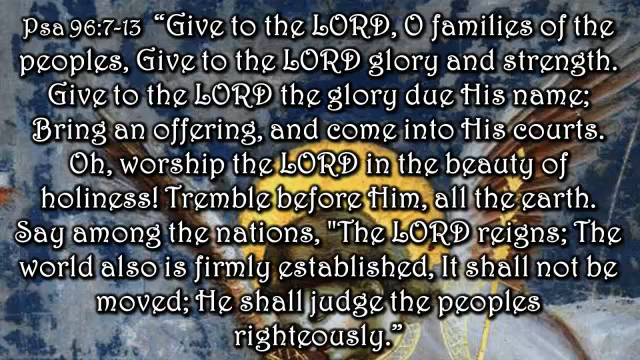 Psa 96:7-13 “Give to the LORD, O families of the
peoples, Give to the LORD glory and strength.
Give to the LORD the glory due His name;
Bring an offering, and come into His courts.
Oh, worship the LORD in the beauty of
holiness! Tremble before Him, all the earth.
Say among the nations, "The LORD reigns; The
world also is firmly established, It shall not be
moved; He shall judge the peoples
righteously.”